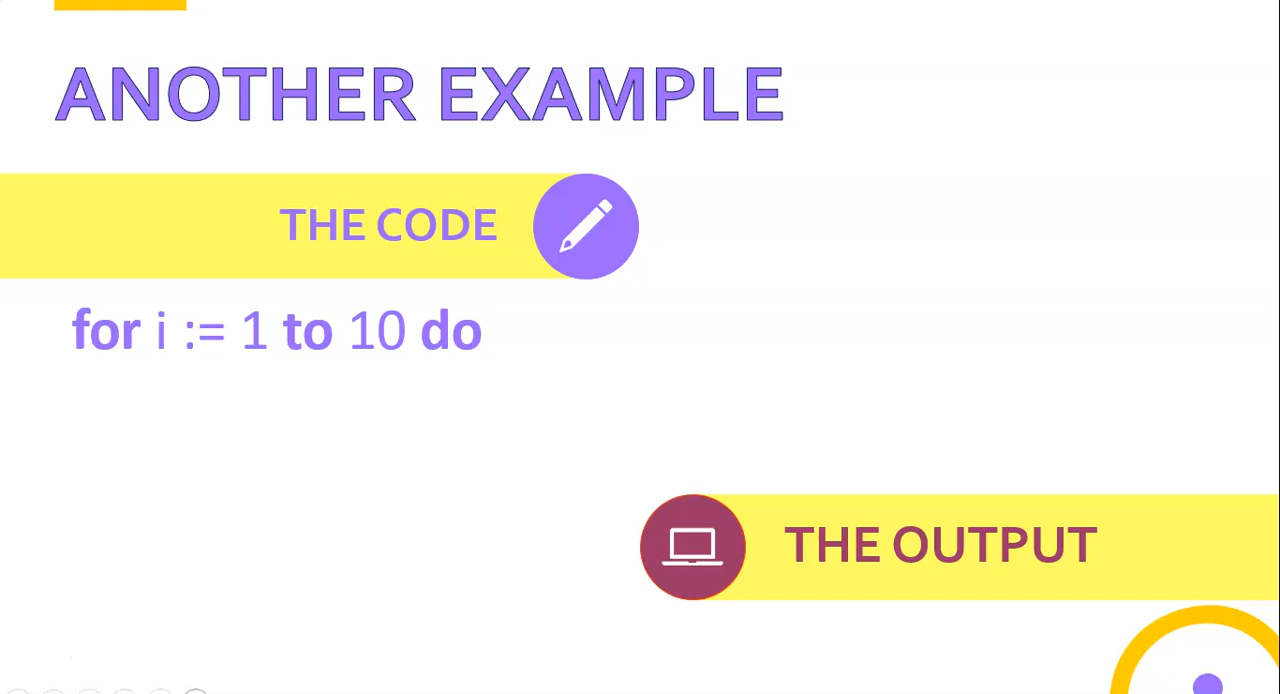 ANOTHER EXAMPLE
THE CODE
for i := 1 to 10 do
THE OUTPUT